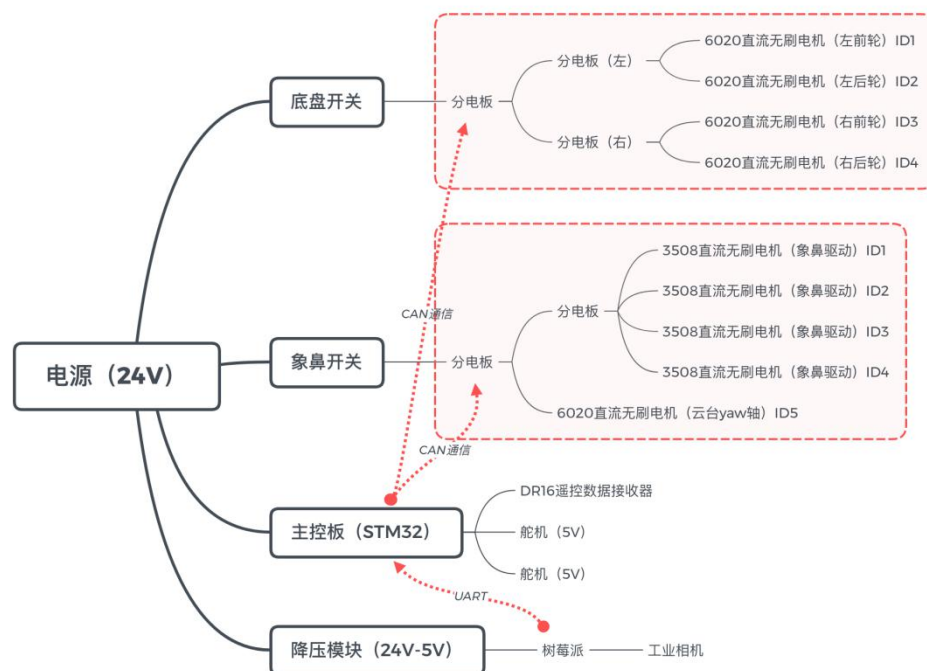 电源（24V）
底盘开关
分电板
分电板（左）
6020直流无刷电机（左前轮）ID1
6020直流无刷电机（左后轮）ID2
分电板（右）
6020直流无刷电机（右前轮）ID3
6020直流无刷电机（右后轮）ID4
CAN通信
象鼻开关
分电板
分电板
3508直流无刷电机（象鼻驱动）ID1
3508直流无刷电机（象鼻驱动）ID2
3508直流无刷电机（象鼻驱动）ID3
3508直流无刷电机（象鼻驱动）ID4
6020直流无刷电机（云台yaw轴）ID5
CAN通信
主控板（STM32）
DR16遥控数据接收器
舵机（5V）
舵机（5V）
UART
降压模块（24V-5V）
树莓派
工业相机